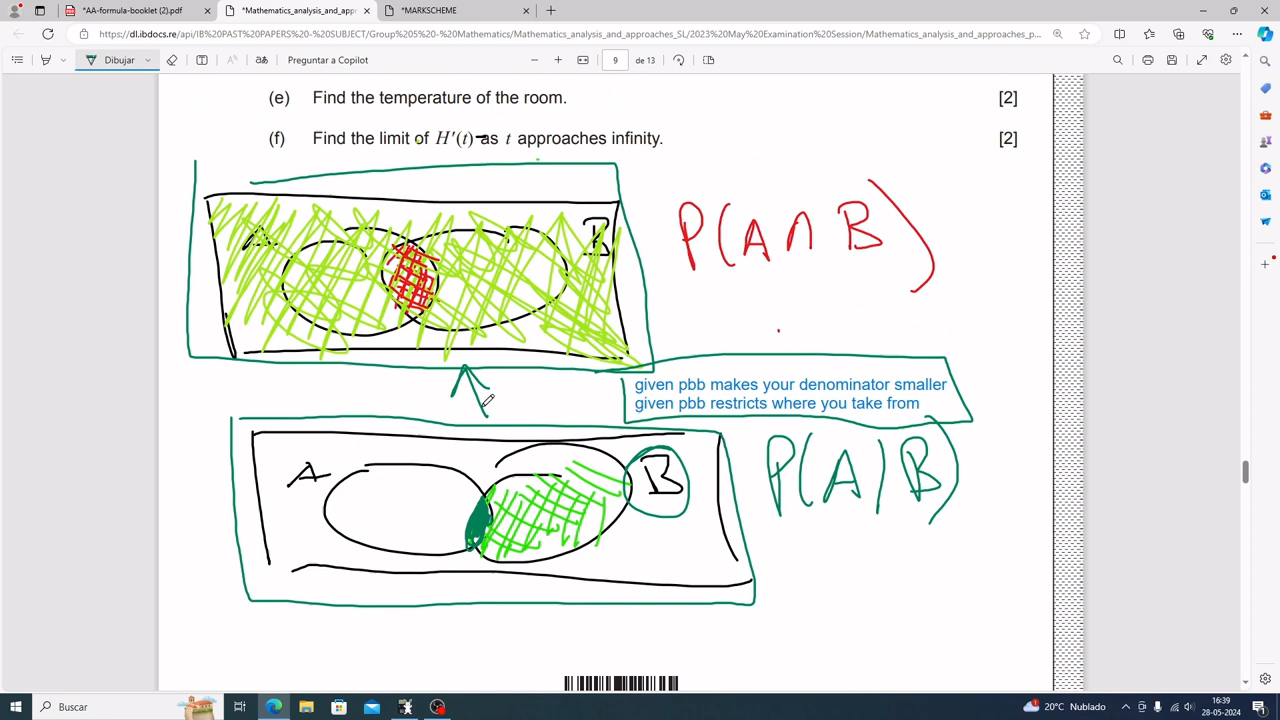 *AA-formula-booklet (2).pdf
*Mathematics_analysis_and_app
*MARKSCHEME
https://dl.ibdocs.re/api/IB%20PAST%20PAPERS%20-%20SUBJECT/Group%205%20-%20Mathematics/Mathematics_analysis_and_approaches_SL/2023%20May%20Examination%20Session/Mathematics_analysis_and_approaches_p...
Dibujar
Preguntar a Copilot
9 de 13
(e) Find the temperature of the room. [2]
(f) Find the limit of H'(t) as t approaches infinity. [2]
A B
P(A∩B)
given pbb makes your denominator smaller
given pbb restricts where you take from
A B
P(A|B)
Buscar
20°C Nublado
16:39
28-05-2024